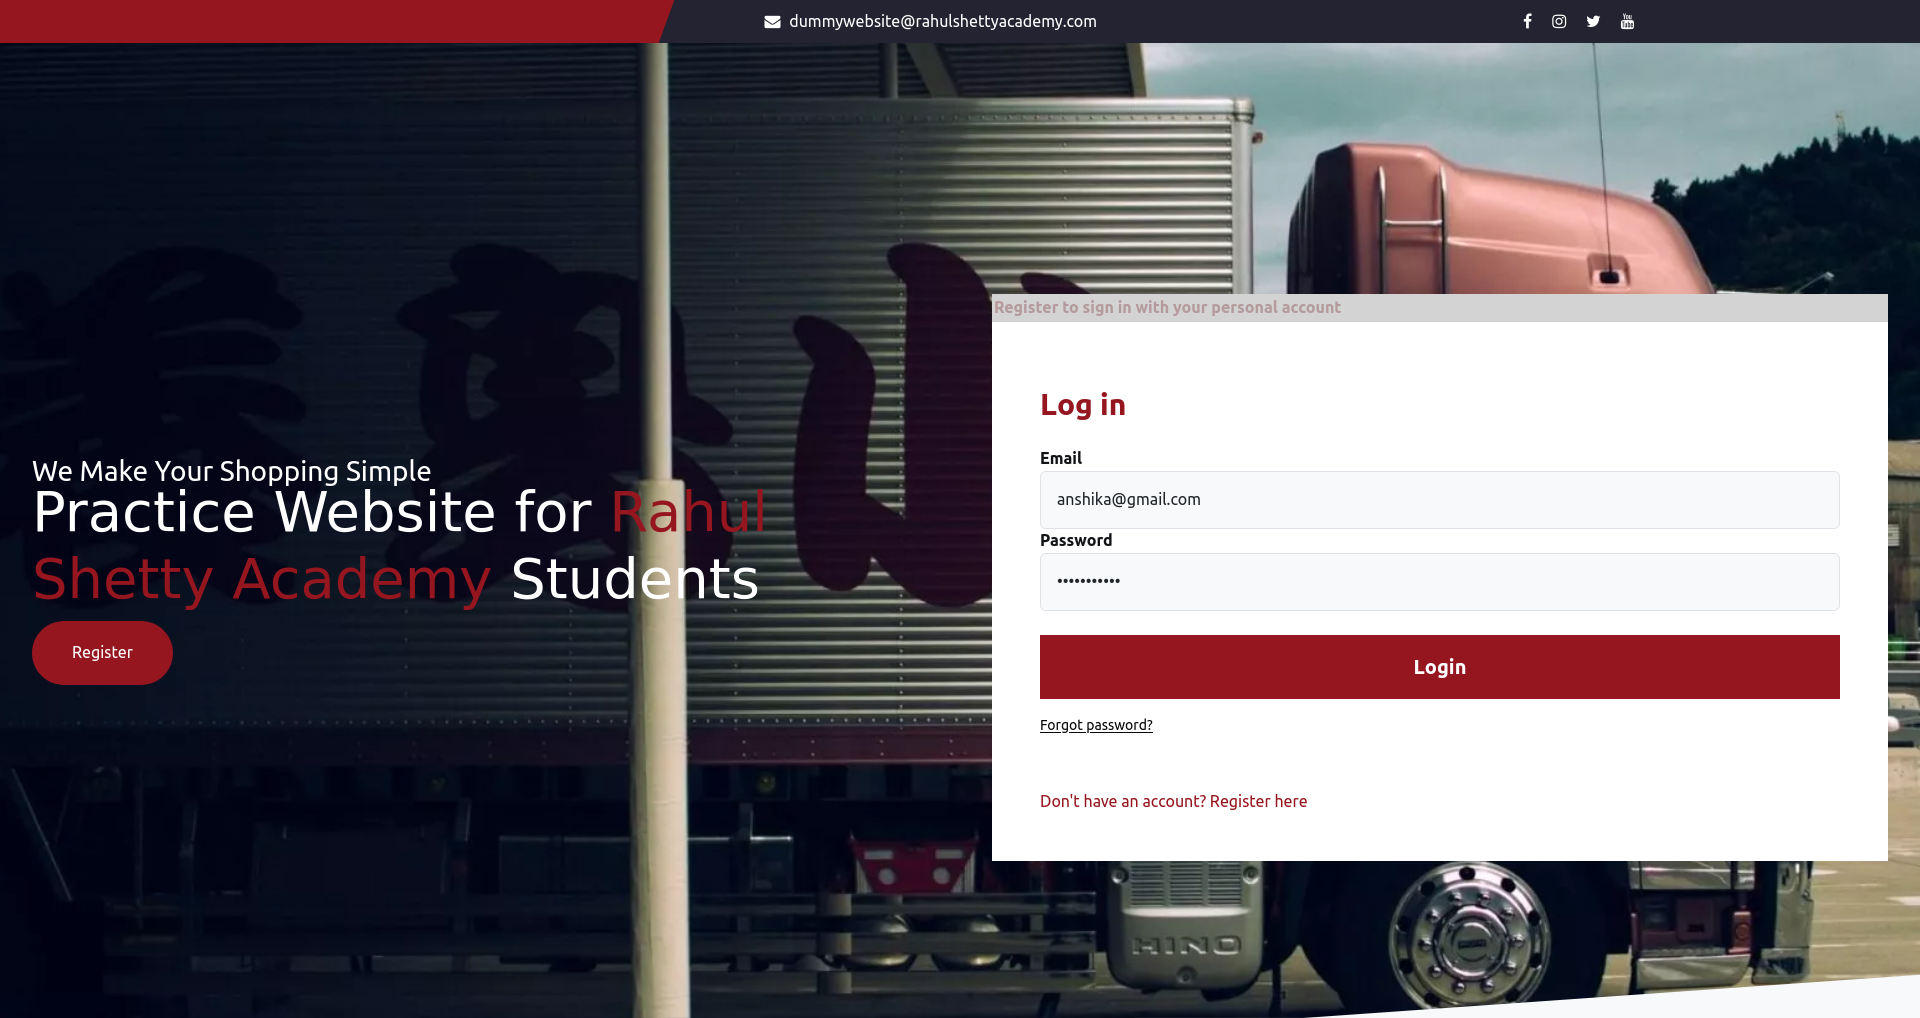 dummywebsite@rahulshettyacademy.com
Register to sign in with your personal account
Log in
Email
anshika@gmail.com
Password
•••••••••••
Login
Forgot password?
Don't have an account? Register here
We Make Your Shopping Simple
Practice Website for Rahul
Shetty Academy Students
Register
HINO